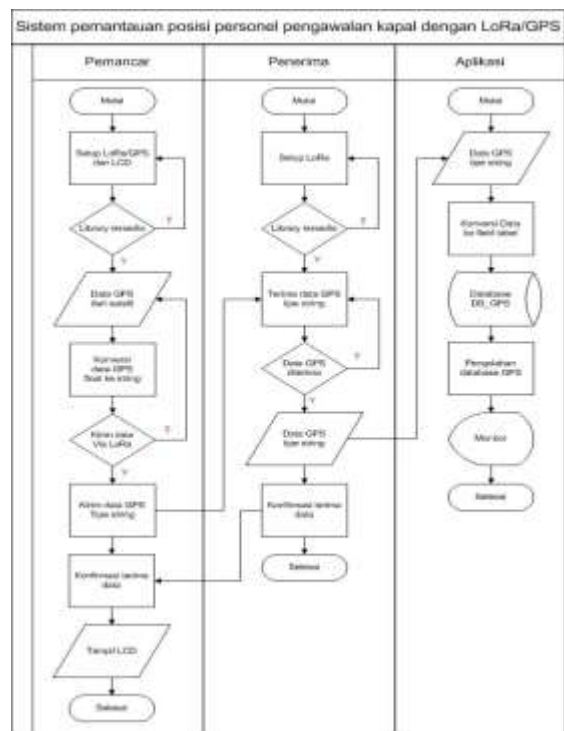 Sistem pemantauan posisi personel pengawalan kapal dengan LoRa/GPS
Pemancar
Mulai
Setup LoRa/GPS
dan LCD
Library tersedia
T
Y
Data GPS
dari satelit
Konversi
data GPS
float ke string
Kirim data
Via LoRa
T
Y
Kirim data GPS
Tipe string
Konfirmasi terima
data
Tampil LCD
Selesai
Penerima
Mulai
Setup LoRa
Library tersedia
T
Y
Terima data GPS
tipe string
Data GPS
diterima
T
Y
Data GPS
tipe string
Konfirmasi terima
data
Selesai
Aplikasi
Mulai
Data GPS
tipe string
Konversi Data
ke field tabel
Database
DB_GPS
Pengolahan
database GPS
Monitor
Selesai